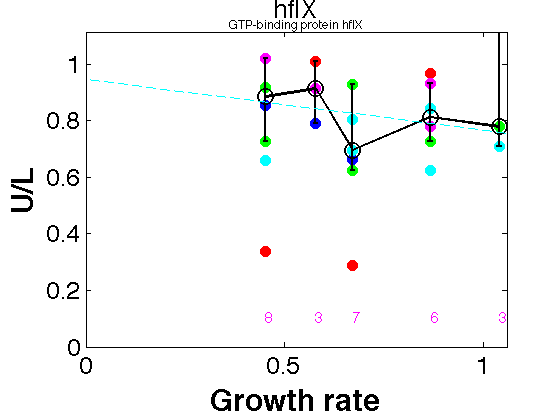 hflX
GTP-binding protein hflX
1
0.8
0.6
0.4
0.2
0
U/L
8 3 7 6 3
0 0.5 1
Growth rate